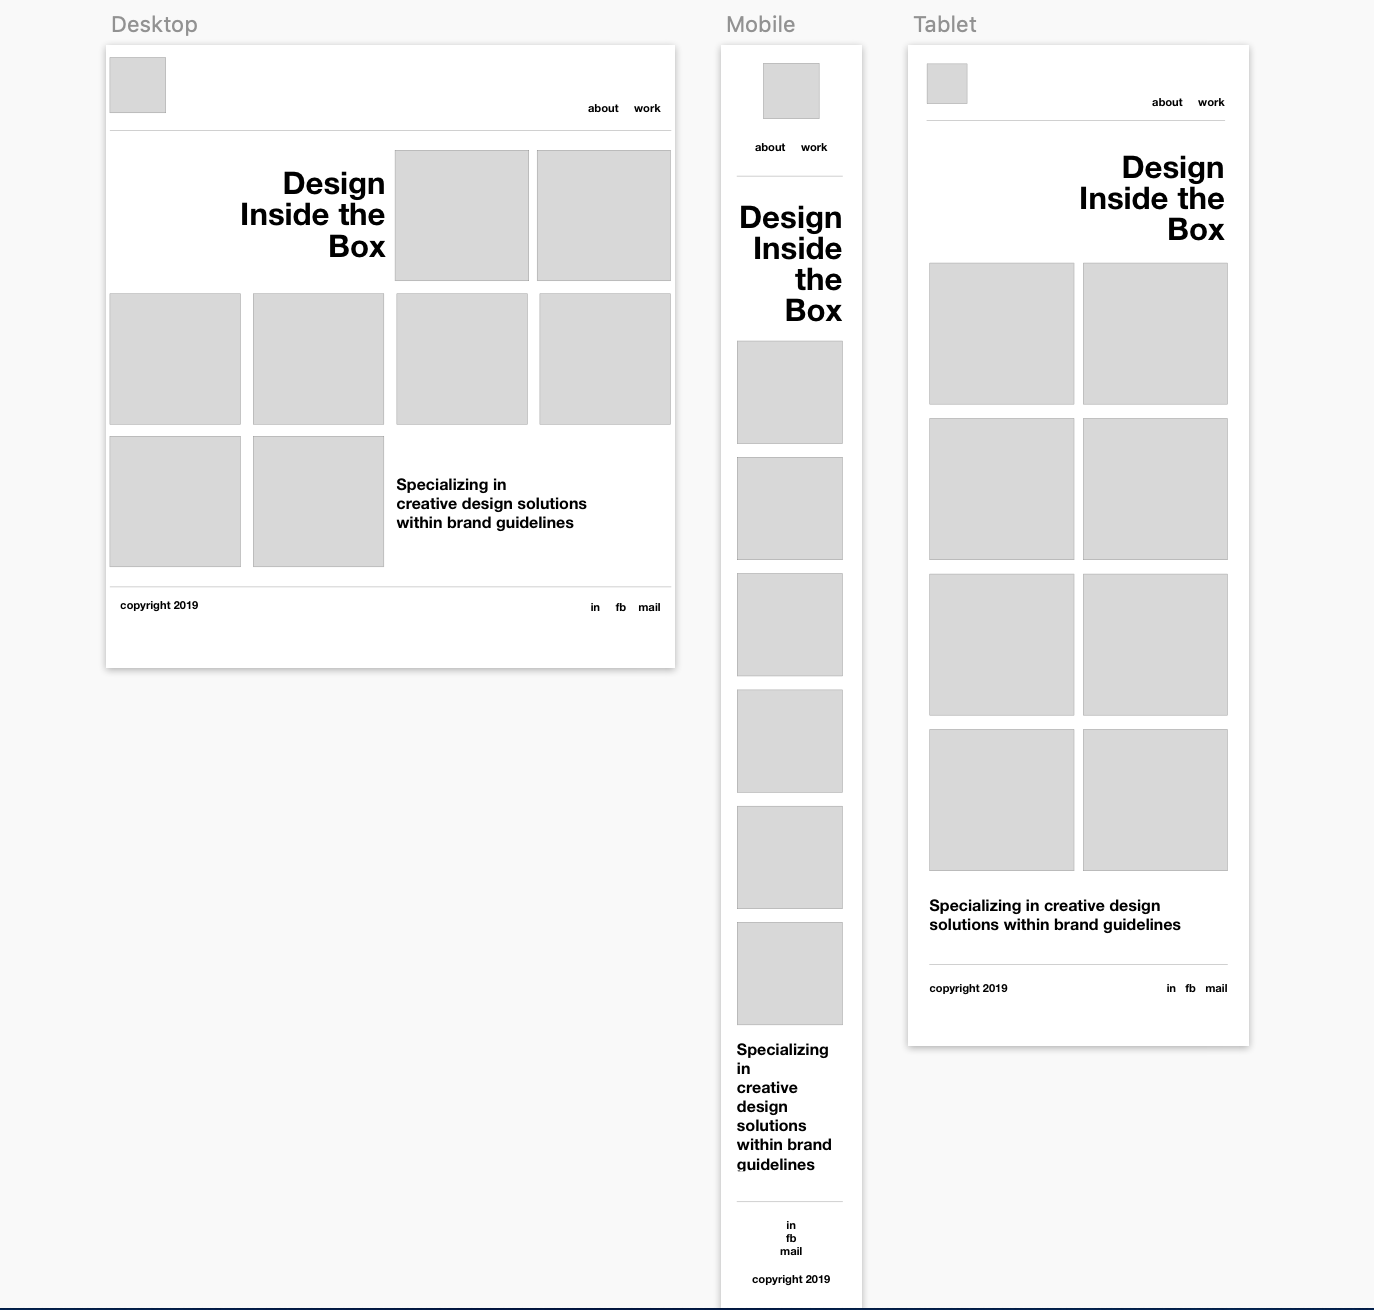 Desktop
about work
Design
Inside the
Box
Specializing in
creative design solutions
within brand guidelines
copyright 2019
in fb mail
Mobile
about work
Design
Inside
the
Box
Specializing
in
creative
design
solutions
within brand
guidelines
in
fb
mail
copyright 2019
Tablet
about work
Design
Inside the
Box
Specializing in creative design
solutions within brand guidelines
copyright 2019
in fb mail